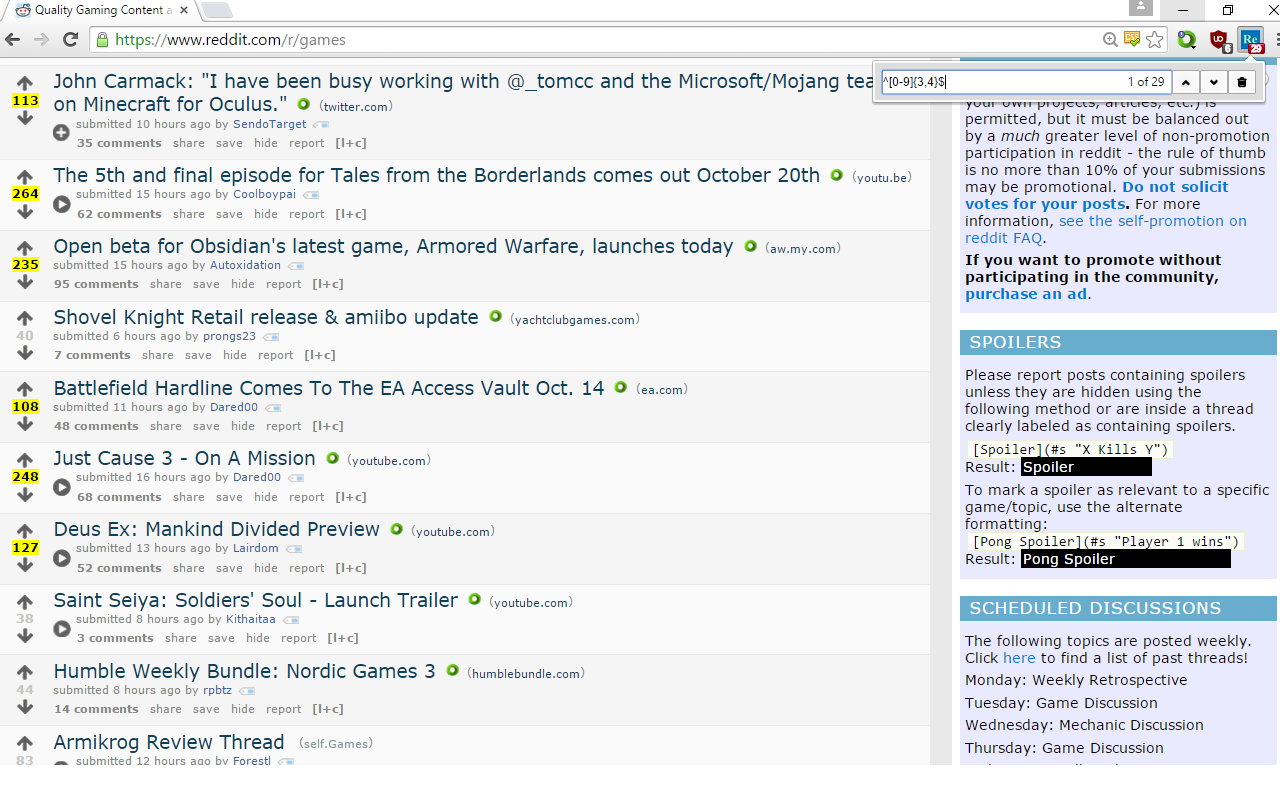 Quality Gaming Content a
https://www.reddit.com/r/games
UD
6
Re
29
^[0-9]{3,4}$
1 of 29
John Carmack: "I have been busy working with @_tomcc and the Microsoft/Mojang tea
113
on Minecraft for Oculus." (twitter.com)
submitted 10 hours ago by SendoTarget
35 comments share save hide report [l+c]
The 5th and final episode for Tales from the Borderlands comes out October 20th (youtu.be)
264
submitted 15 hours ago by Coolboypai
62 comments share save hide report [l+c]
Open beta for Obsidian's latest game, Armored Warfare, launches today (aw.my.com)
235
submitted 15 hours ago by Autoxidation
95 comments share save hide report [l+c]
Shovel Knight Retail release & amiibo update (yachtclubgames.com)
40
submitted 6 hours ago by prongs23
7 comments share save hide report [l+c]
Battlefield Hardline Comes To The EA Access Vault Oct. 14 (ea.com)
108
submitted 11 hours ago by Dared00
48 comments share save hide report [l+c]
Just Cause 3 - On A Mission (youtube.com)
248
submitted 16 hours ago by Dared00
68 comments share save hide report [l+c]
Deus Ex: Mankind Divided Preview (youtube.com)
127
submitted 13 hours ago by Lairdom
52 comments share save hide report [l+c]
Saint Seiya: Soldiers' Soul - Launch Trailer (youtube.com)
38
submitted 8 hours ago by Kithaitaa
3 comments share save hide report [l+c]
Humble Weekly Bundle: Nordic Games 3 (humblebundle.com)
44
submitted 8 hours ago by rpbtz
14 comments share save hide report [l+c]
Armikrog Review Thread (self.Games)
83
submitted 12 hours ago by Forestl
your own projects, articles, etc.) is
permitted, but it must be balanced out
by a much greater level of non-promotion
participation in reddit - the rule of thumb
is no more than 10% of your submissions
may be promotional. Do not solicit
votes for your posts. For more
information, see the self-promotion on
reddit FAQ.
If you want to promote without
participating in the community,
purchase an ad.
SPOILERS
Please report posts containing spoilers
unless they are hidden using the
following method or are inside a thread
clearly labeled as containing spoilers.
[Spoiler](#s "X Kills Y")
Result: Spoiler
To mark a spoiler as relevant to a specific
game/topic, use the alternate
formatting:
[Pong Spoiler](#s "Player 1 wins")
Result: Pong Spoiler
SCHEDULED DISCUSSIONS
The following topics are posted weekly.
Click here to find a list of past threads!
Monday: Weekly Retrospective
Tuesday: Game Discussion
Wednesday: Mechanic Discussion
Thursday: Game Discussion